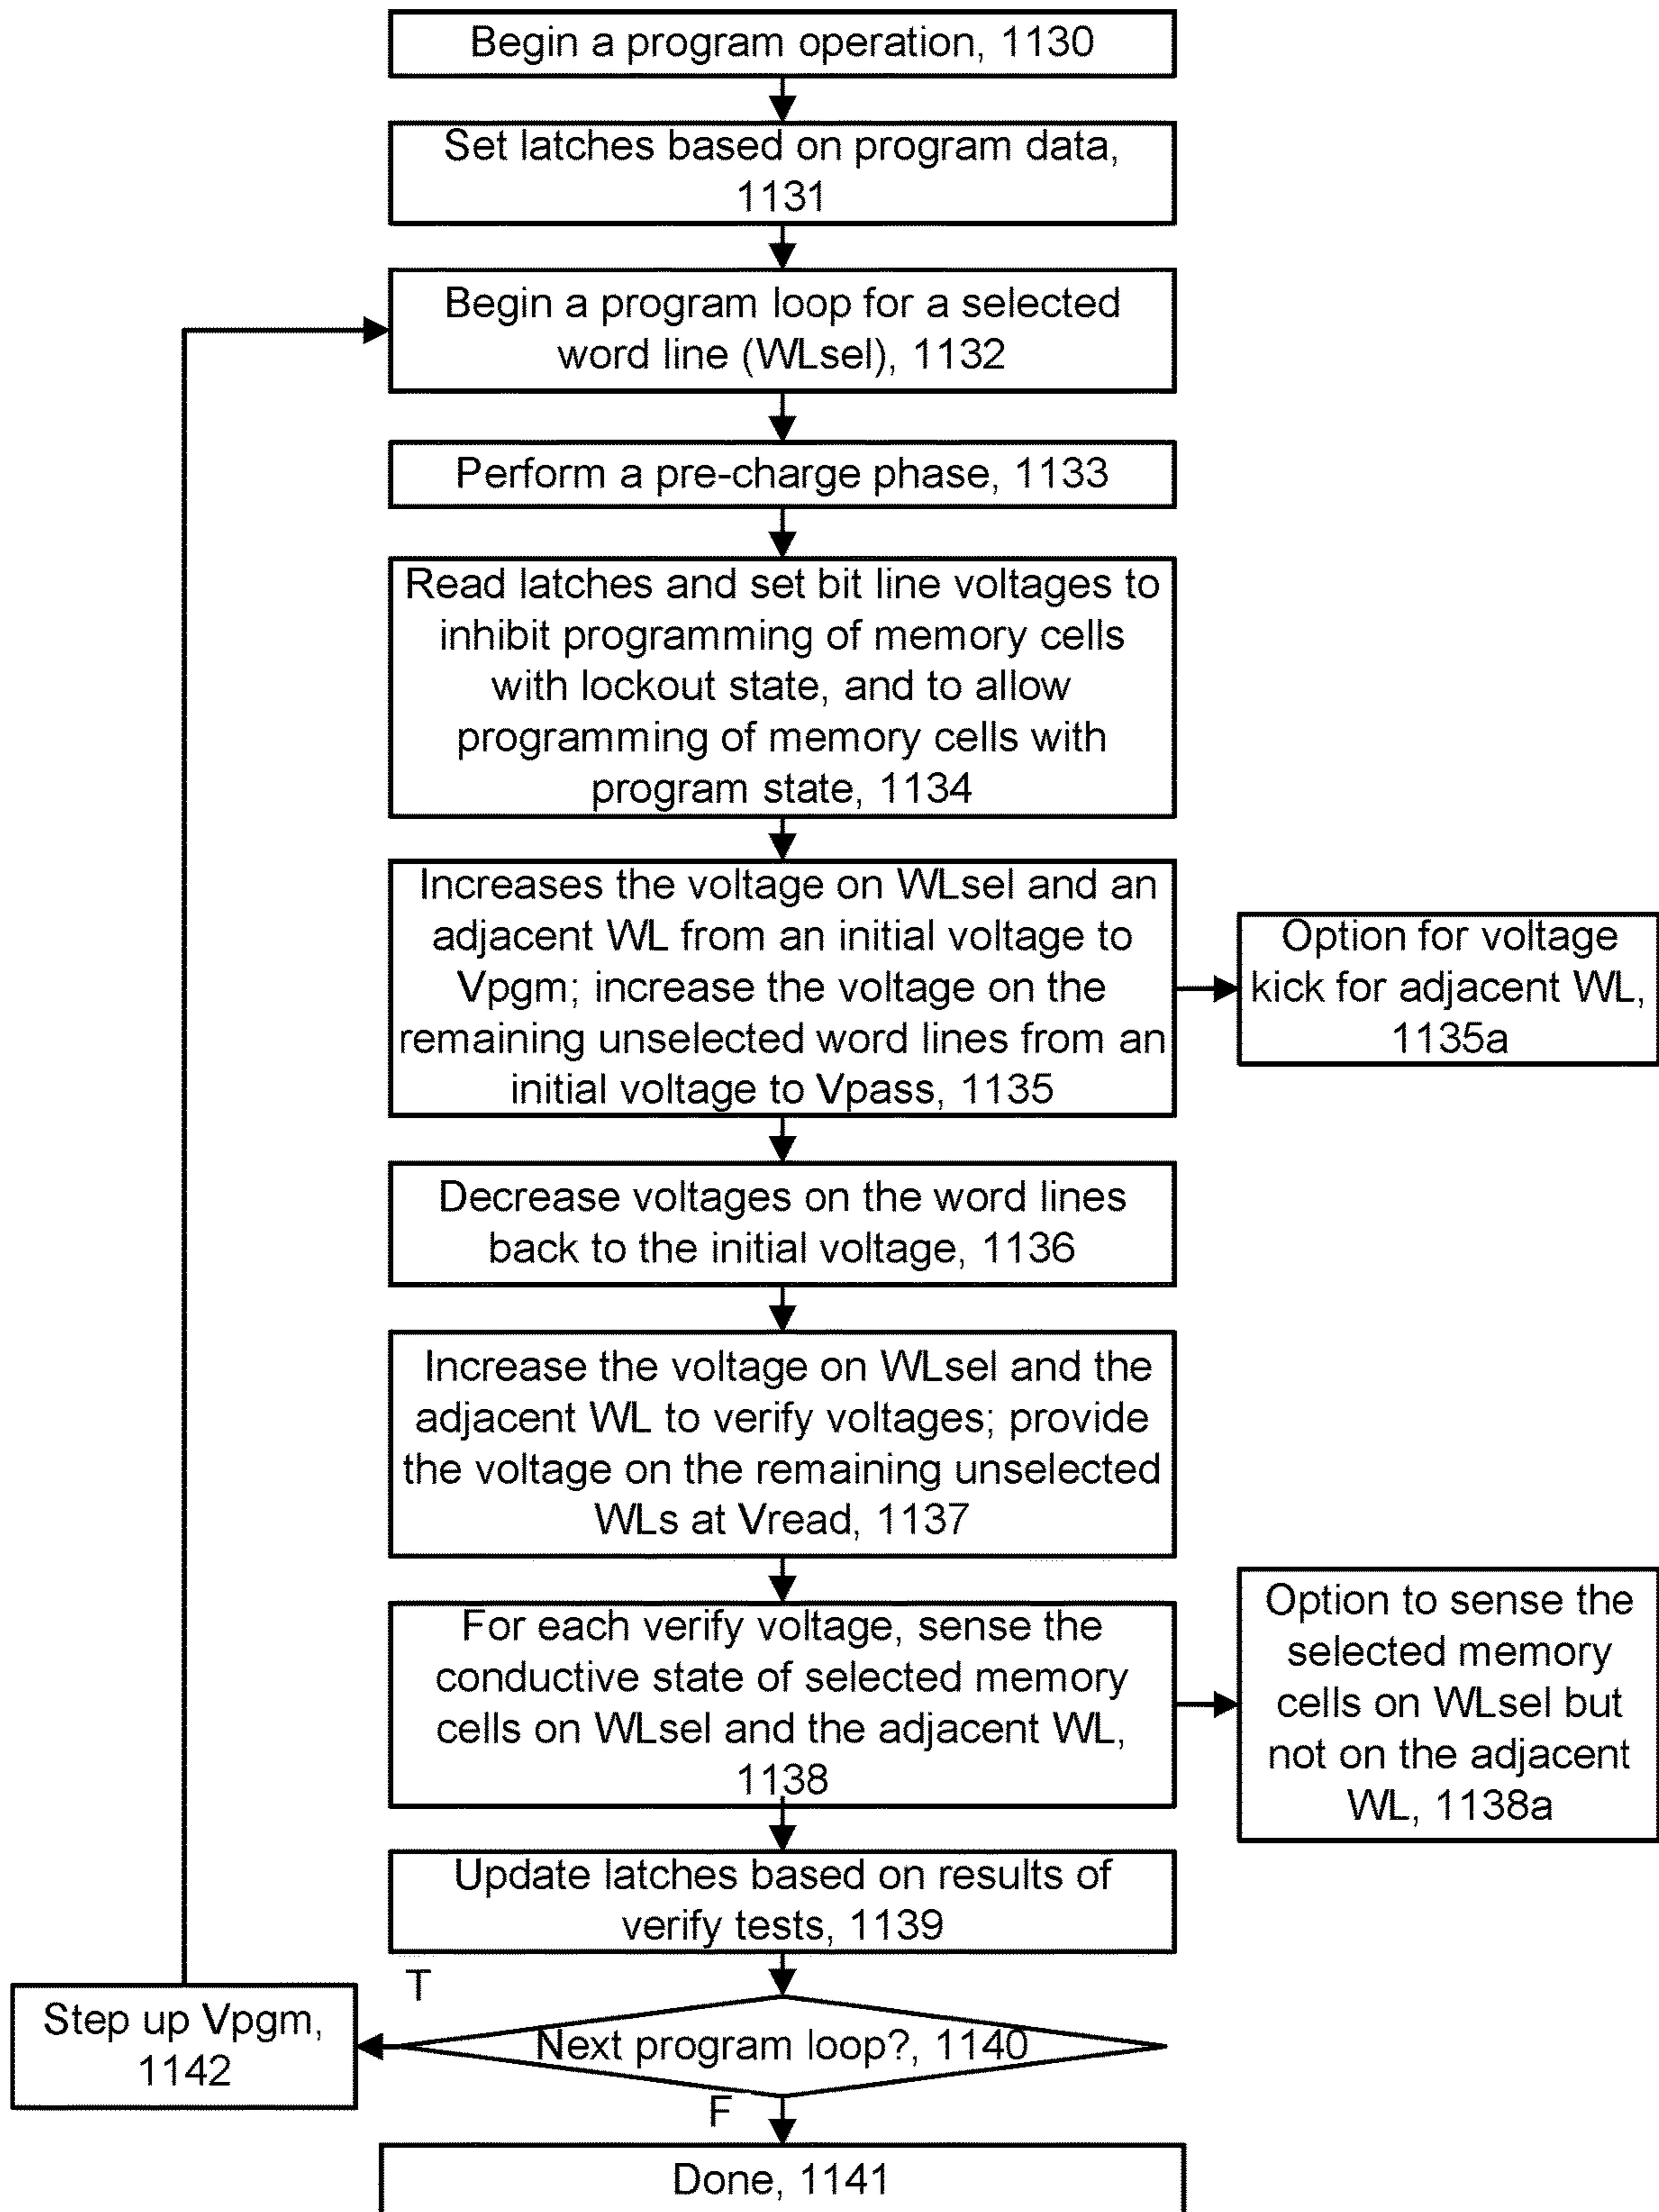 Begin a program operation, 1130
Set latches based on program data,
1131
Begin a program loop for a selected
word line (WLsel), 1132
Perform a pre-charge phase, 1133
Read latches and set bit line voltages to
inhibit programming of memory cells
with lockout state, and to allow
programming of memory cells with
program state, 1134
Increases the voltage on WLsel and an
adjacent WL from an initial voltage to
Vpgm; increase the voltage on the
remaining unselected word lines from an
initial voltage to Vpass, 1135
Option for voltage
kick for adjacent WL,
1135a
Decrease voltages on the word lines
back to the initial voltage, 1136
Increase the voltage on WLsel and the
adjacent WL to verify voltages; provide
the voltage on the remaining unselected
WLs at Vread, 1137
For each verify voltage, sense the
conductive state of selected memory
cells on WLsel and the adjacent WL,
1138
Option to sense the
selected memory
cells on WLsel but
not on the adjacent
WL, 1138a
Update latches based on results of
verify tests, 1139
T
Step up Vpgm,
1142
Next program loop?, 1140
F
Done, 1141